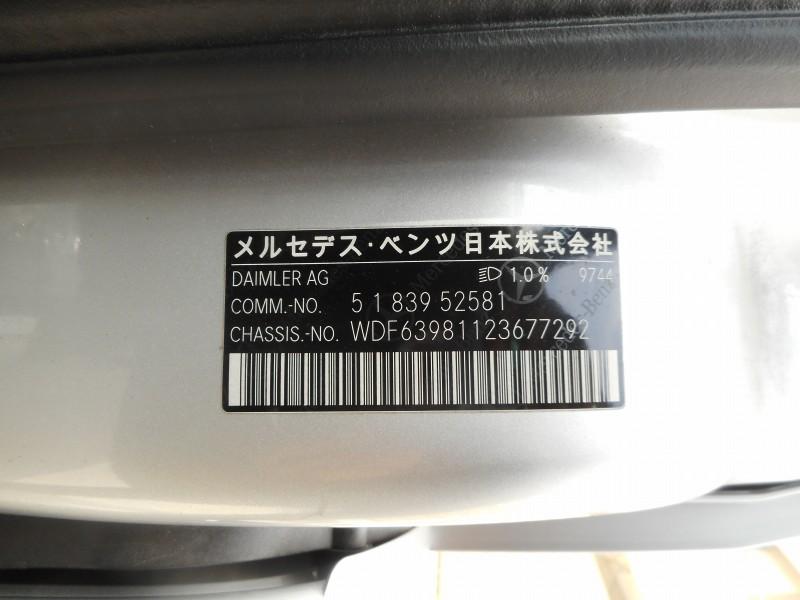 メルセデス・ベンツ日本株式会社
DAIMLER AG 1.0% 9744
COMM.-NO. 5 1 839 52581
CHASSIS.-NO. WDF63981123677292